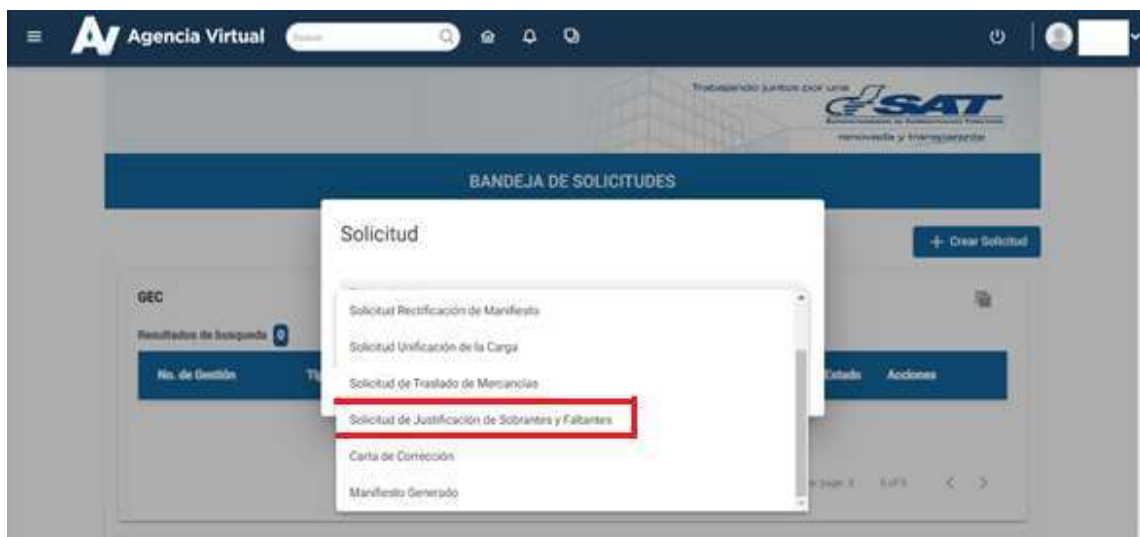 Agencia Virtual
Buscar
Trabajando juntos por una
SAT
renovada y transparente
BANDEJA DE SOLICITUDES
Solicitud
+ Crear Solicitud
GEC
Resultados de busqueda 0
Solicitud Rectificación de Manifiesto
Solicitud Unificación de la Carga
No. de Gestión
Estado
Acciones
Solicitud de Traslado de Mercancías
Solicitud de Justificación de Sobrantes y Faltantes
Carta de Corrección
Manifiesto Generado